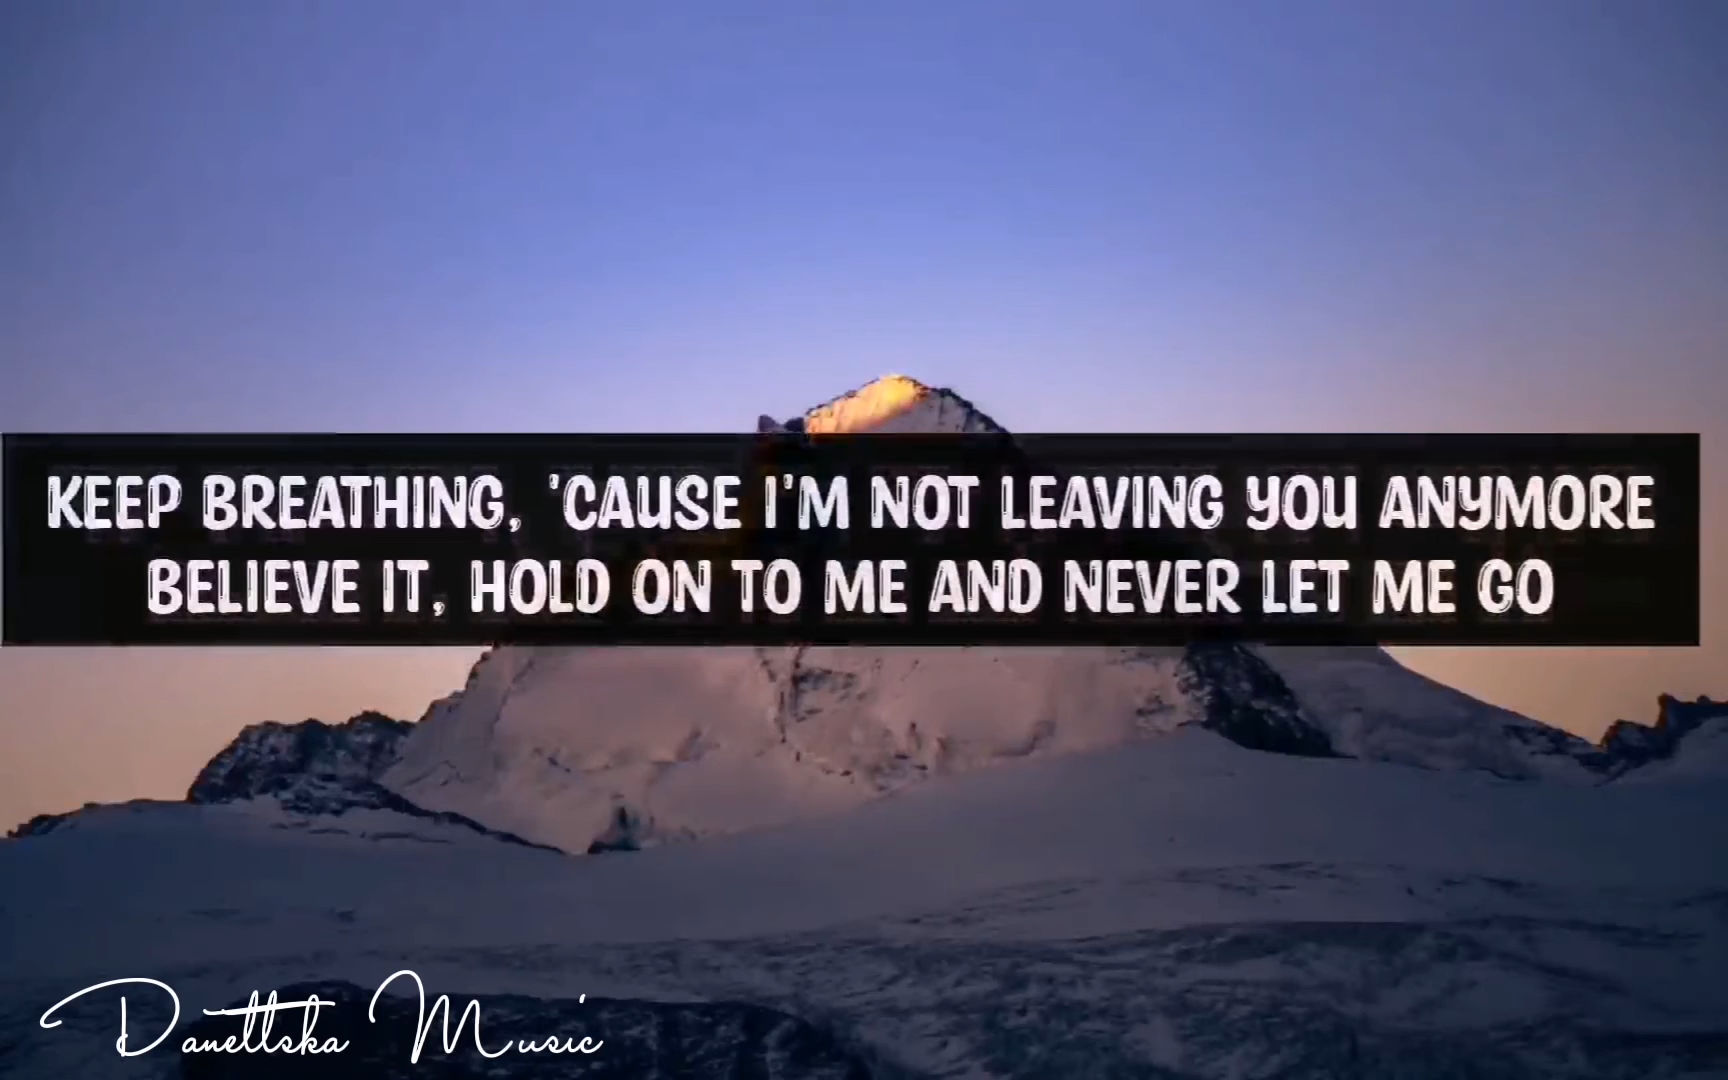 KEEP BREATHING, 'CAUSE I'M NOT LEAVING YOU ANYMORE
BELIEVE IT, HOLD ON TO ME AND NEVER LET ME GO
Danettska Music